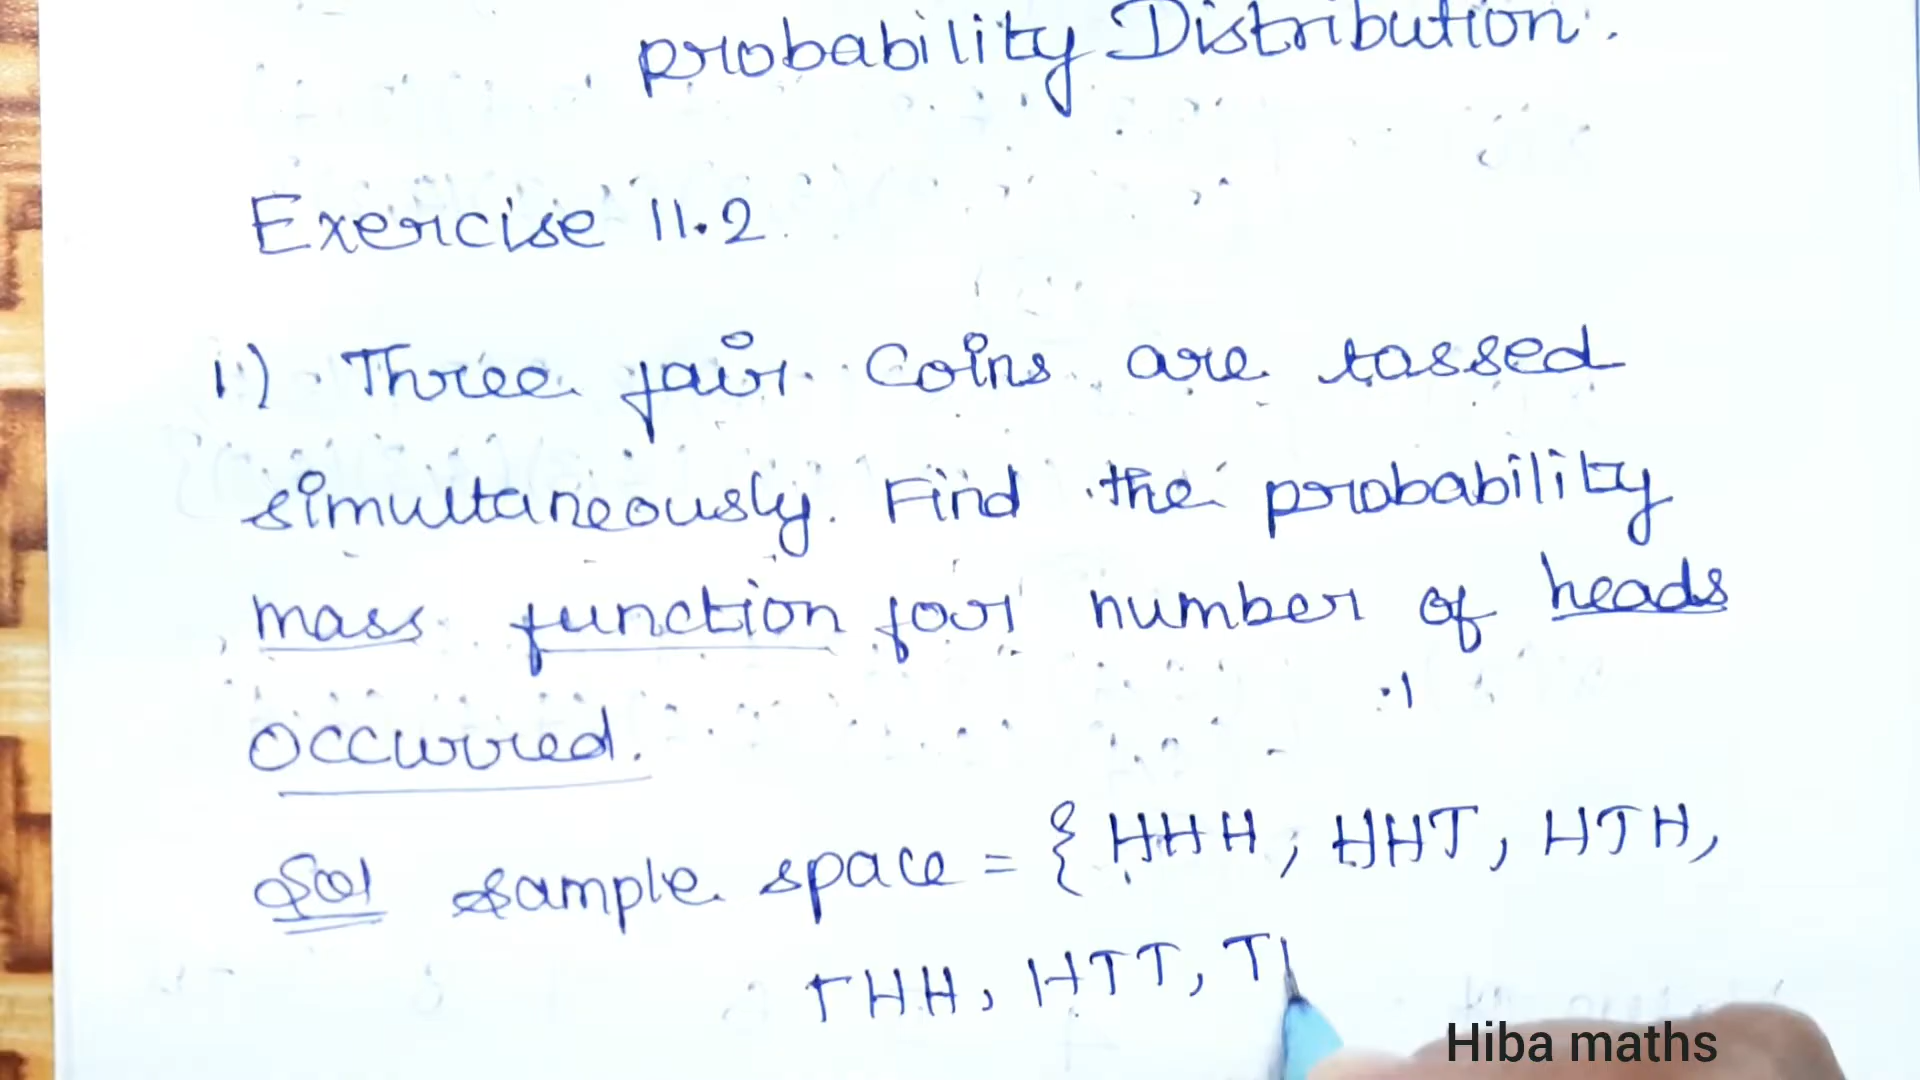 probability Distribution.
Exercise 11.2
1) Three fair coins are tossed
simultaneously. Find the probability
mass function for number of heads
occurred.
Sol sample space = { HHH, HHT, HTH,
THH, HTT, T
Hiba maths